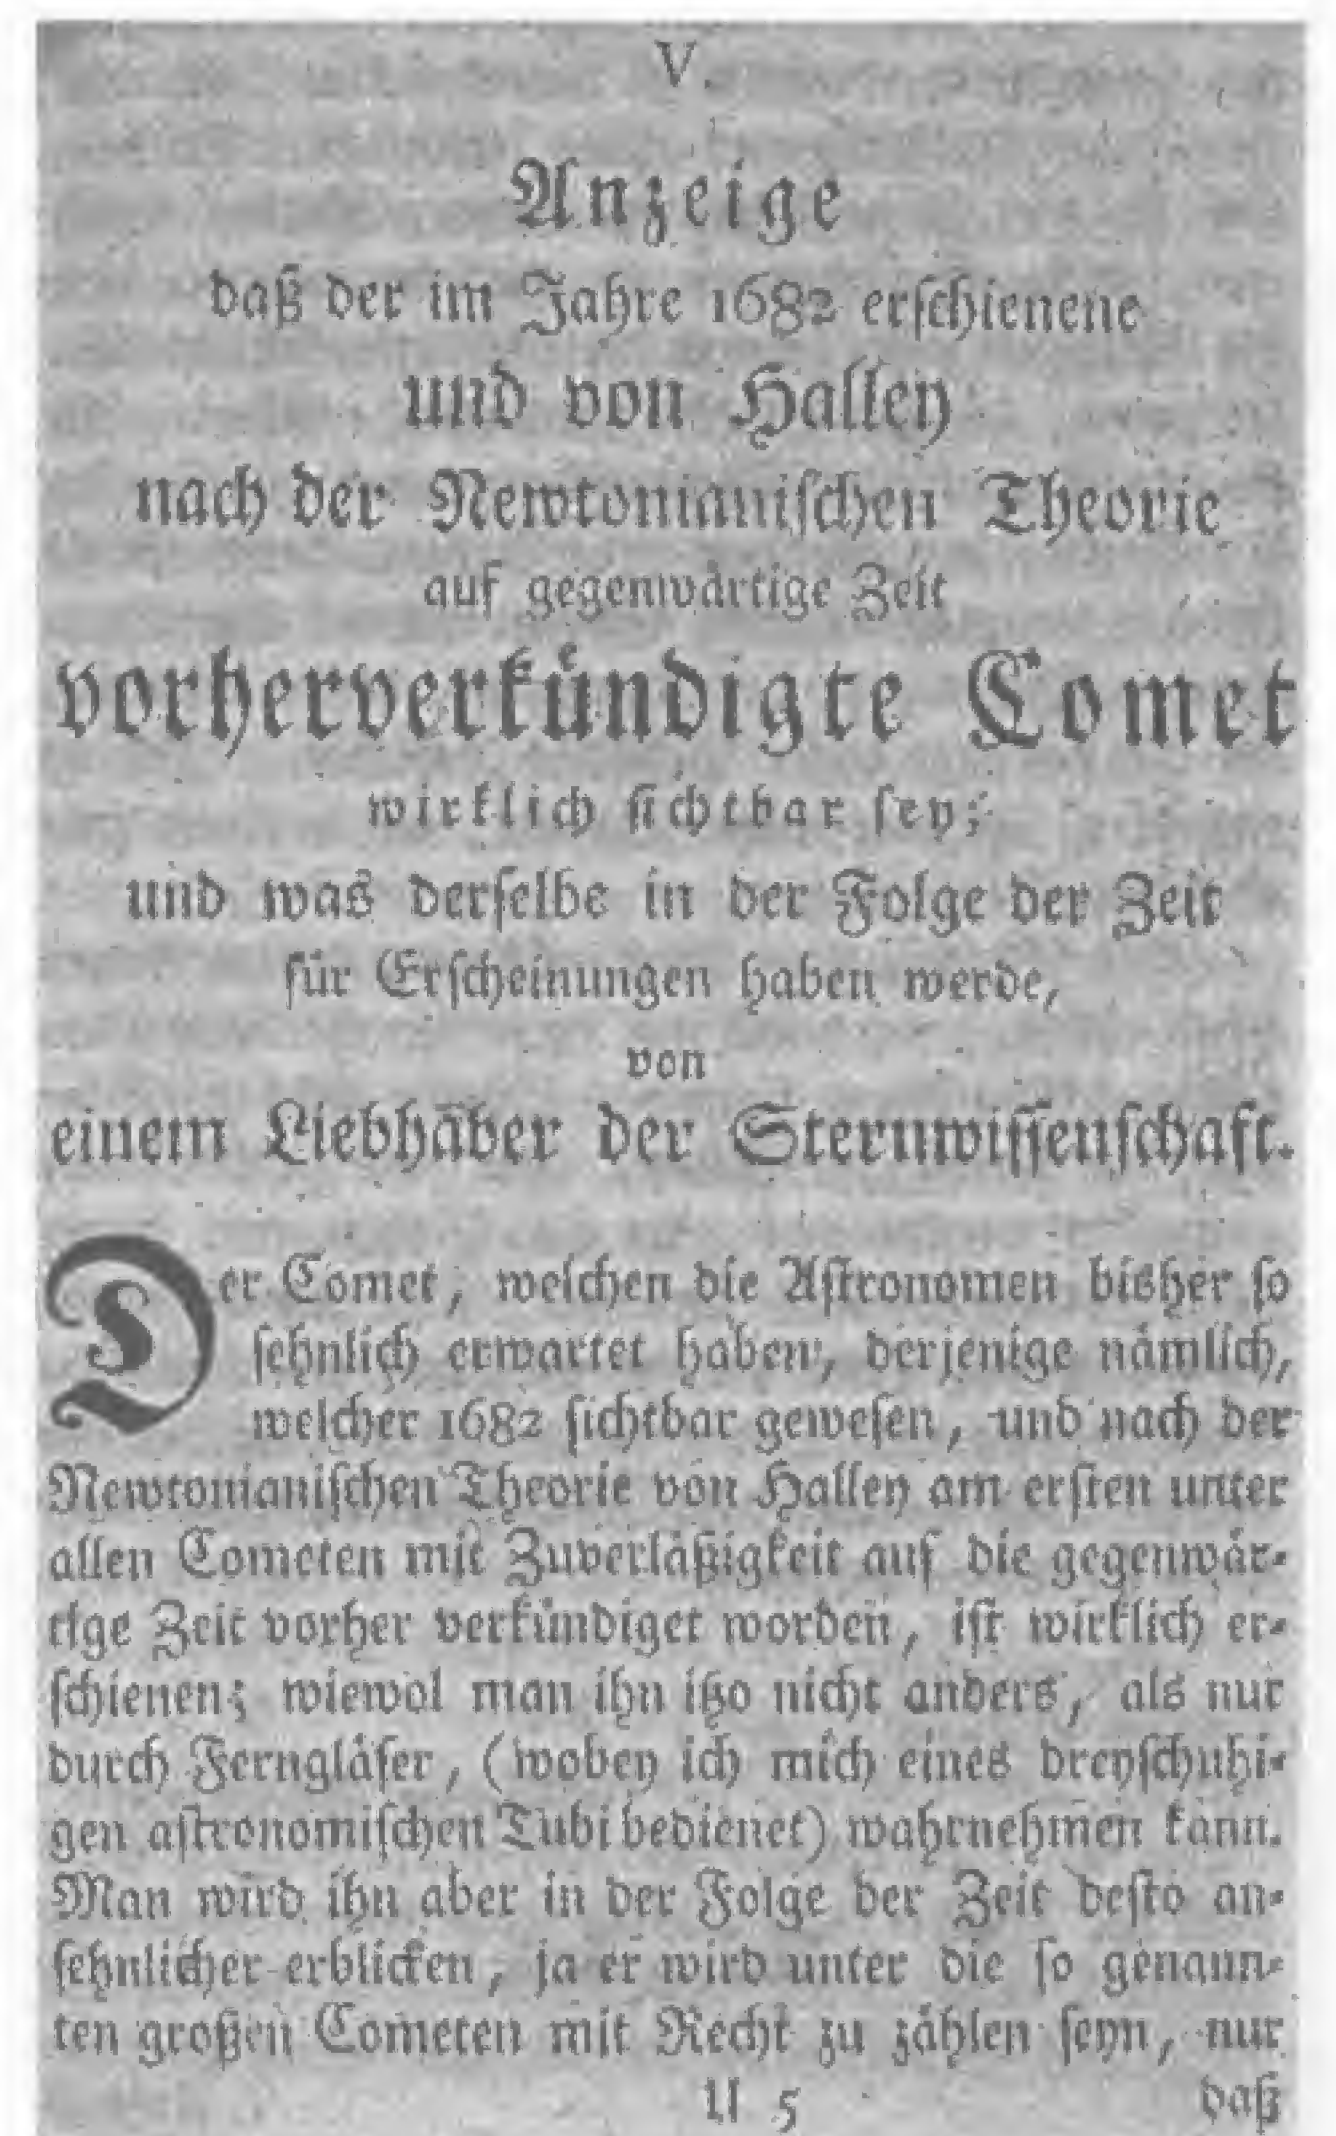 V.
Anzeige
daß der im Jahre 1682 erschienene
und von Halley
nach der Newtonianischen Theorie
auf gegenwärtige Zeit
vorherverkündigte Comet
wirklich sichtbar sey;
und was derselbe in der Folge der Zeit
für Erscheinungen haben werde,
von
einem Liebhaber der Sternwissenschaft.
Der Comet, welchen die Astronomen bisher so
sehnlich erwartet haben, derjenige nämlich,
welcher 1682 sichtbar gewesen, und nach der
Newtonianischen Theorie von Halley am ersten unter
allen Cometen mit Zuverläßigkeit auf die gegenwär-
tige Zeit vorher verkündiget worden, ist wirklich er-
schienen; wiewol man ihn itzo nicht anders, als nur
durch Ferngläser, (wobey ich mich eines dreyschuhi-
gen astronomischen Tubi bedienet) wahrnehmen kann.
Man wird ihn aber in der Folge der Zeit desto an-
sehnlicher erblicken, ja er wird unter die so genann-
ten großen Cometen mit Recht zu zählen seyn, nur
U 5 daß